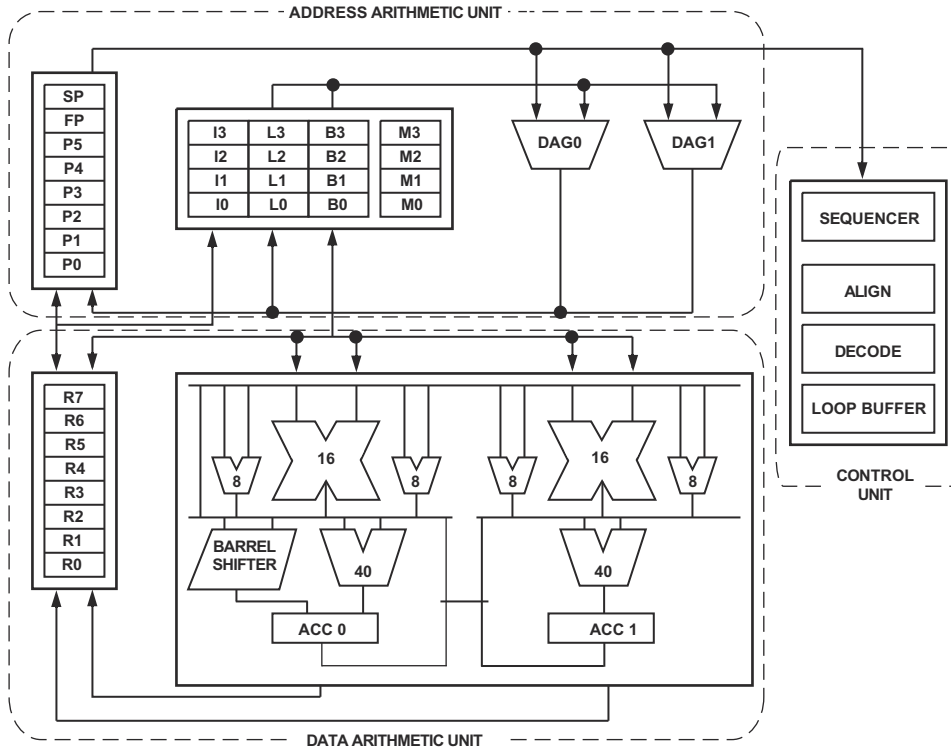 ADDRESS ARITHMETIC UNIT
SP
FP
P5
P4
P3
P2
P1
P0
I3 L3 B3 M3
I2 L2 B2 M2
I1 L1 B1 M1
I0 L0 B0 M0
DAG0
DAG1
SEQUENCER
ALIGN
DECODE
LOOP BUFFER
CONTROL
UNIT
R7
R6
R5
R4
R3
R2
R1
R0
16
8
8
16
8
8
BARREL
SHIFTER
40
40
ACC 0
ACC 1
DATA ARITHMETIC UNIT